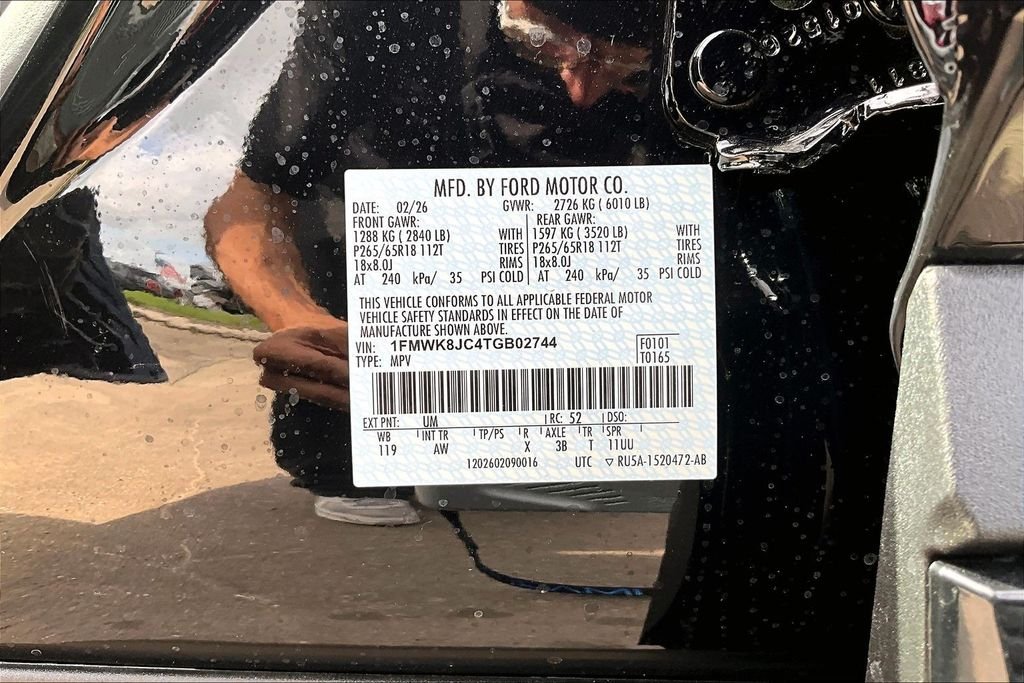 MFD. BY FORD MOTOR CO.
DATE: 02/26 GVWR: 2726 KG ( 6010 LB)
FRONT GAWR: REAR GAWR:
1288 KG ( 2840 LB) WITH 1597 KG ( 3520 LB) WITH
P265/65R18 112T TIRES P265/65R18 112T TIRES
18x8.0J RIMS 18x8.0J RIMS
AT 240 kPa/ 35 PSI COLD AT 240 kPa/ 35 PSI COLD
THIS VEHICLE CONFORMS TO ALL APPLICABLE FEDERAL MOTOR
VEHICLE SAFETY STANDARDS IN EFFECT ON THE DATE OF
MANUFACTURE SHOWN ABOVE.
VIN: 1FMWK8JC4TGB02744 F0101
TYPE: MPV T0165
EXT PNT: UM RC: 52 DSO:
WB INT TR TP/PS R AXLE TR SPR
119 AW X 3B T 11UU
1202602090016 UTC ▽ RU5A-1520472-AB